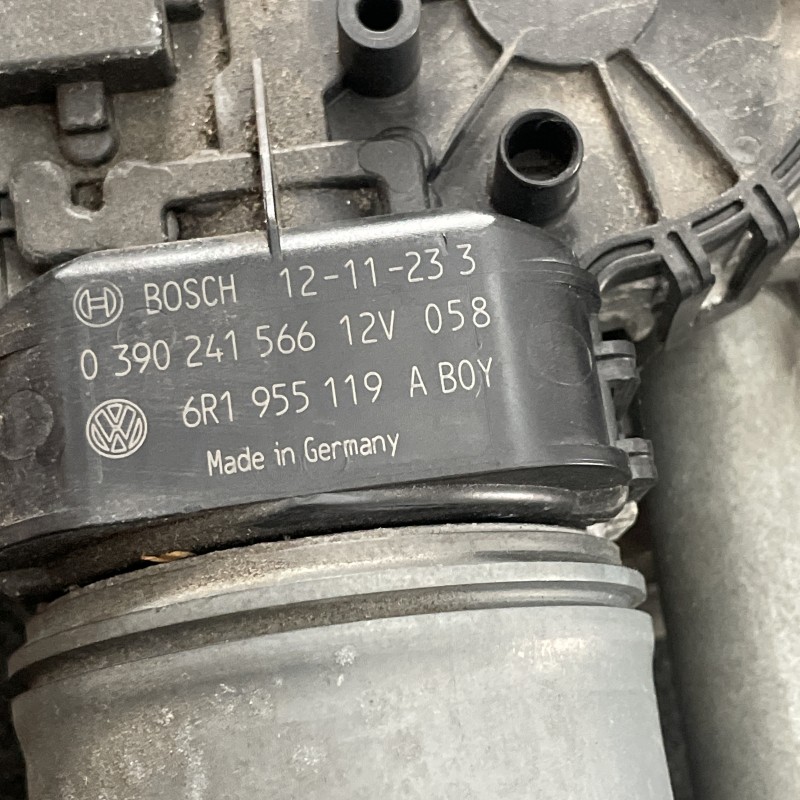 BOSCH 12-11-23 3
0 390 241 566 12V 058
6R1 955 119 A BOY
Made in Germany